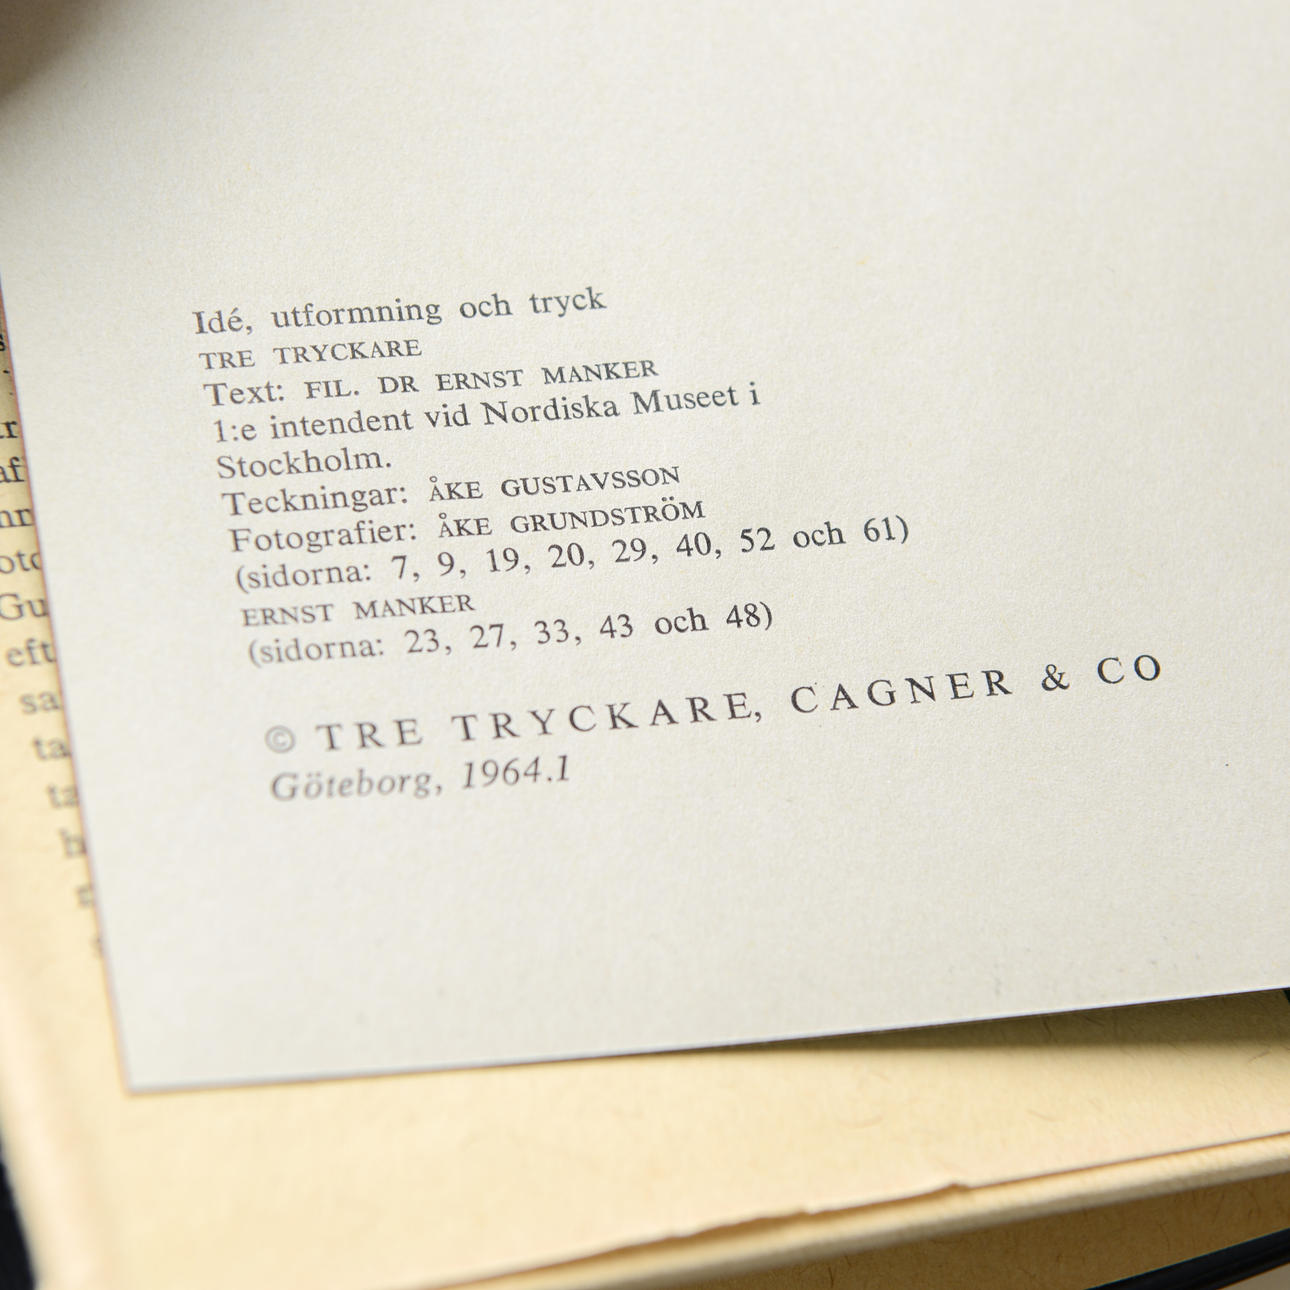 Idé, utformning och tryck
TRE TRYCKARE
Text: FIL. DR ERNST MANKER
1:e intendent vid Nordiska Museet i
Stockholm.
Teckningar: ÅKE GUSTAVSSON
Fotografier: ÅKE GRUNDSTRÖM
(sidorna: 7, 9, 19, 20, 29, 40, 52 och 61)
ERNST MANKER
(sidorna: 23, 27, 33, 43 och 48)
© TRE TRYCKARE, CAGNER & CO
Göteborg, 1964.1